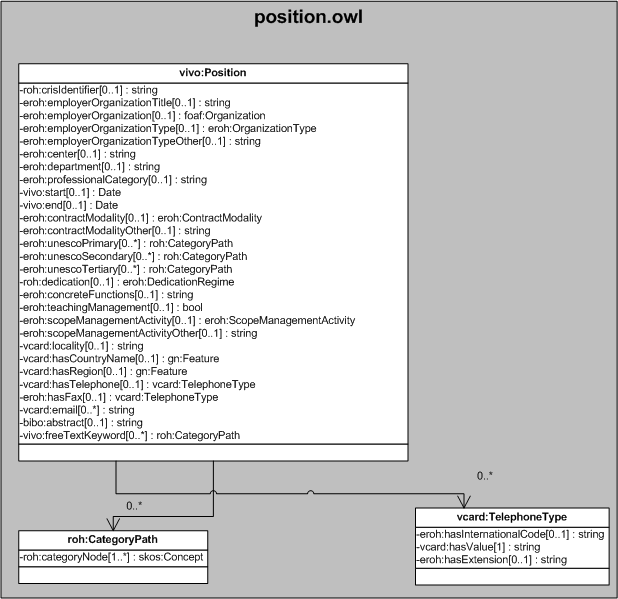 position.owl
vivo:Position
-roh:crisIdentifier[0..1] : string
-eroh:employerOrganizationTitle[0..1] : string
-eroh:employerOrganization[0..1] : foaf:Organization
-eroh:employerOrganizationType[0..1] : eroh:OrganizationType
-eroh:employerOrganizationTypeOther[0..1] : string
-eroh:center[0..1] : string
-eroh:department[0..1] : string
-eroh:professionalCategory[0..1] : string
-vivo:start[0..1] : Date
-vivo:end[0..1] : Date
-eroh:contractModality[0..1] : eroh:ContractModality
-eroh:contractModalityOther[0..1] : string
-eroh:unescoPrimary[0..*] : roh:CategoryPath
-eroh:unescoSecondary[0..*] : roh:CategoryPath
-eroh:unescoTertiary[0..*] : roh:CategoryPath
-roh:dedication[0..1] : eroh:DedicationRegime
-eroh:concreteFunctions[0..1] : string
-eroh:teachingManagement[0..1] : bool
-eroh:scopeManagementActivity[0..1] : eroh:ScopeManagementActivity
-eroh:scopeManagementActivityOther[0..1] : string
-vcard:locality[0..1] : string
-vcard:hasCountryName[0..1] : gn:Feature
-vcard:hasRegion[0..1] : gn:Feature
-vcard:hasTelephone[0..1] : vcard:TelephoneType
-eroh:hasFax[0..1] : vcard:TelephoneType
-vcard:email[0..*] : string
-bibo:abstract[0..1] : string
-vivo:freeTextKeyword[0..*] : roh:CategoryPath
0..*
0..*
roh:CategoryPath
-roh:categoryNode[1..*] : skos:Concept
vcard:TelephoneType
-eroh:hasInternationalCode[0..1] : string
-vcard:hasValue[1] : string
-eroh:hasExtension[0..1] : string